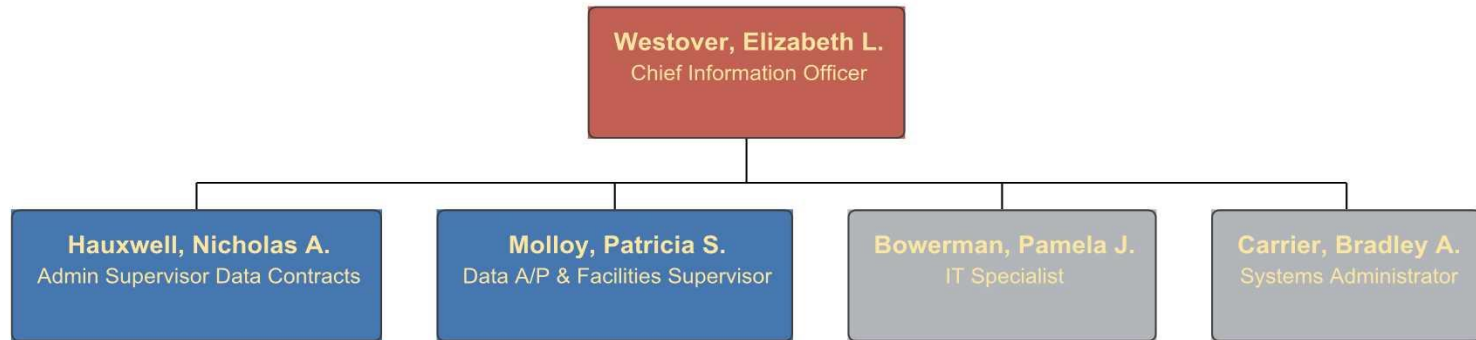 Westover, Elizabeth L.
Chief Information Officer
Hauxwell, Nicholas A.
Admin Supervisor Data Contracts
Molloy, Patricia S.
Data A/P & Facilities Supervisor
Bowerman, Pamela J.
IT Specialist
Carrier, Bradley A.
Systems Administrator